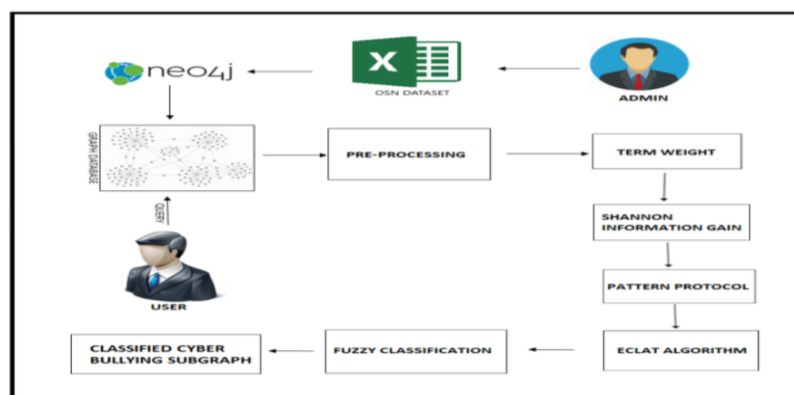 neo4j
OSN DATASET
ADMIN
GRAPH DATABASE
PRE-PROCESSING
TERM WEIGHT
QUERY
SHANNON
INFORMATION GAIN
USER
PATTERN PROTOCOL
CLASSIFIED CYBER
BULLYING SUBGRAPH
FUZZY CLASSIFICATION
ECLAT ALGORITHM